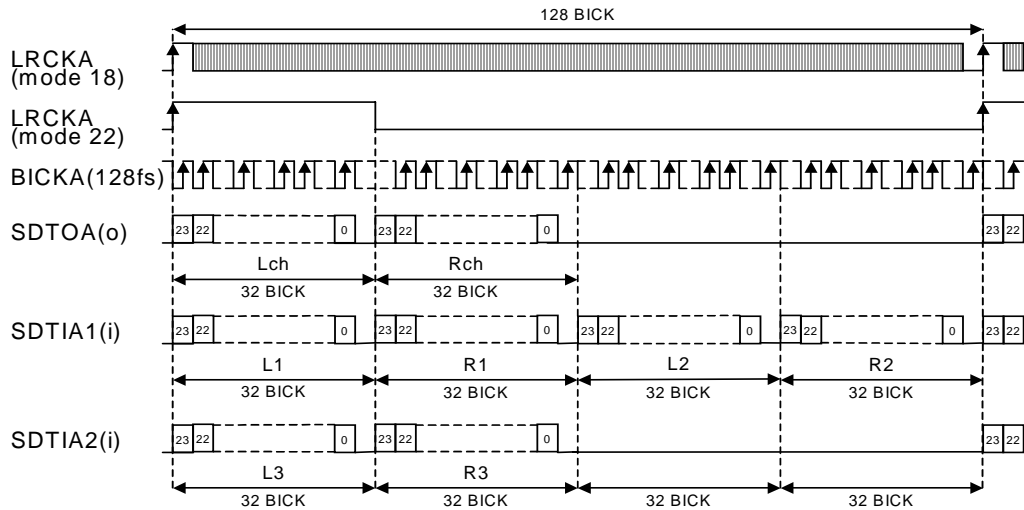 128 BICK
LRCKA
(mode 18)
LRCKA
(mode 22)
BICKA(128fs)
SDTOA(o) 23 22 0 23 22 0 23 22
Lch Rch
32 BICK 32 BICK
SDTIA1(i) 23 22 0 23 22 0 23 22 0 23 22 0 23 22
L1 R1 L2 R2
32 BICK 32 BICK 32 BICK 32 BICK
SDTIA2(i) 23 22 0 23 22 0 23 22
L3 R3
32 BICK 32 BICK 32 BICK 32 BICK